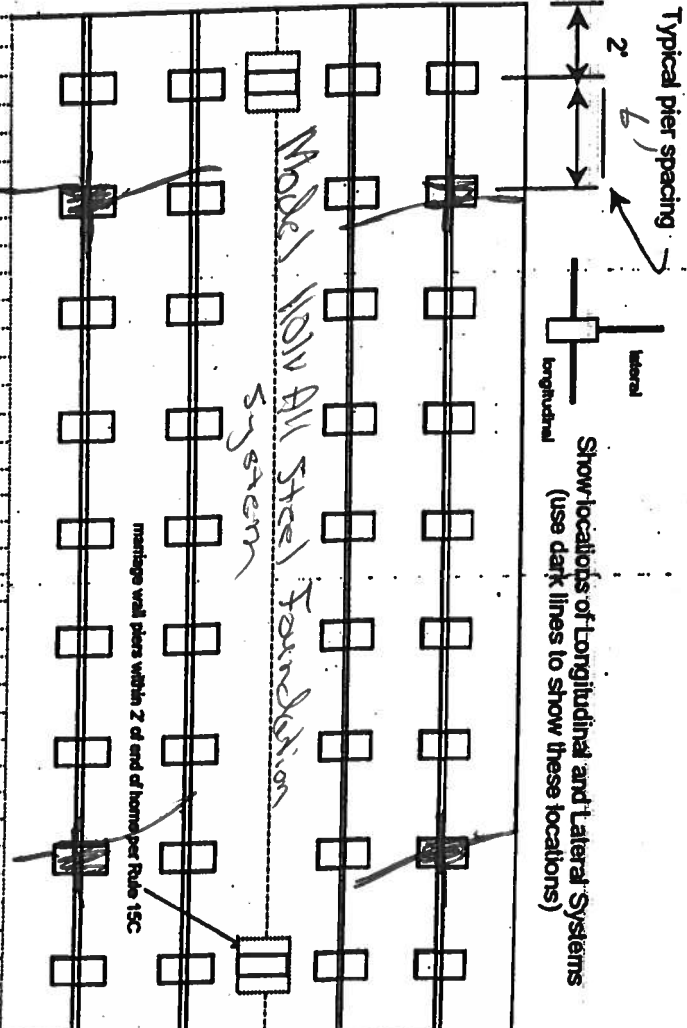 Typical pier spacing
2'
6'
lateral
longitudinal
Show locations of Longitudinal and Lateral Systems
(use dark lines to show these locations)
Model 1101V All Steel Foundation
System
marriage wall piers within 2' of end of home per Rule 15C